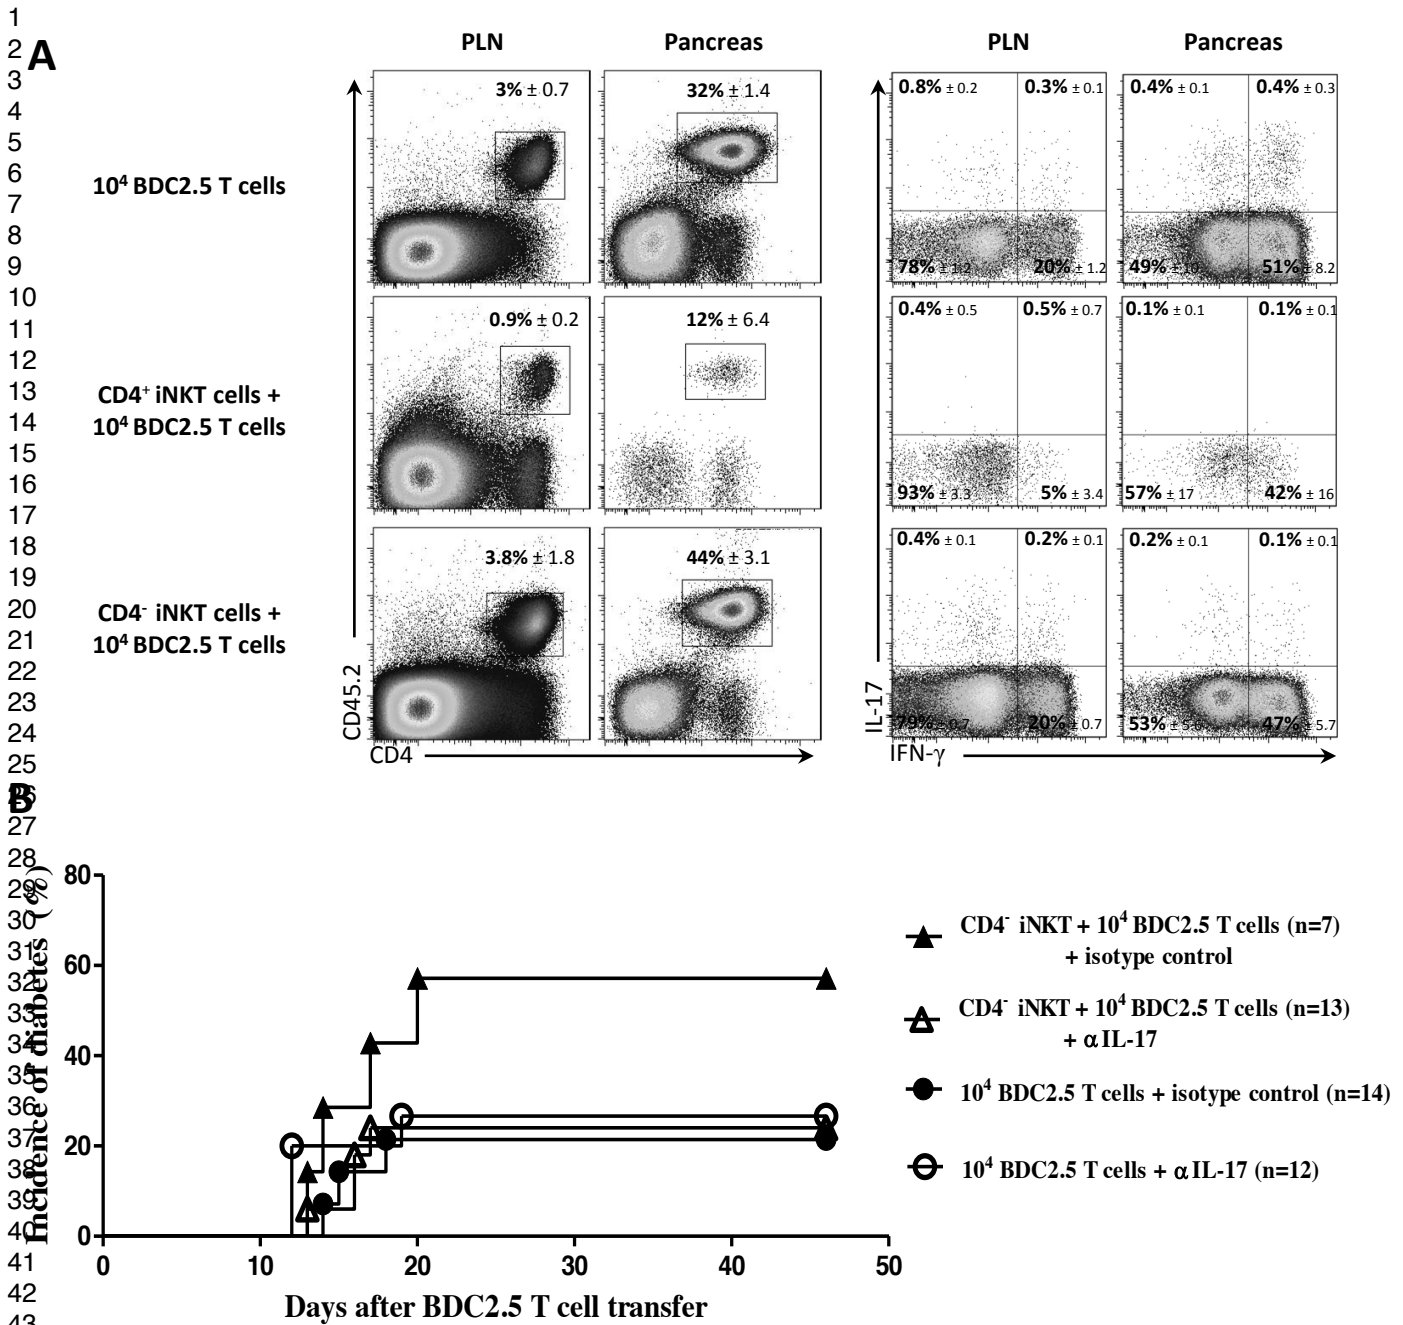 1
2
3
4
5
6
7
8
9
10
11
12
13
14
15
16
17
18
19
20
21
22
23
24
25
26
27
28
29
30
31
32
33
34
35
36
37
38
39
40
41
42
43
A
PLN Pancreas PLN Pancreas
10⁴ BDC2.5 T cells
3% ± 0.7 32% ± 1.4
0.8% ± 0.2 0.3% ± 0.1 0.4% ± 0.1 0.4% ± 0.3
78% ± 1.2 20% ± 1.2 49% ± 10 51% ± 8.2
CD4⁺ iNKT cells +
10⁴ BDC2.5 T cells
0.9% ± 0.2 12% ± 6.4
0.4% ± 0.5 0.5% ± 0.7 0.1% ± 0.1 0.1% ± 0.1
93% ± 3.3 5% ± 3.4 57% ± 17 42% ± 16
CD4⁻ iNKT cells +
10⁴ BDC2.5 T cells
3.8% ± 1.8 44% ± 3.1
0.4% ± 0.1 0.2% ± 0.1 0.2% ± 0.1 0.1% ± 0.1
79% ± 0.7 20% ± 0.7 53% ± 47% ± 5.7
CD45.2
CD4
IL-17
IFN-γ
B
Incidence of diabetes (%)
80
60
40
20
0
0 10 20 30 40 50
Days after BDC2.5 T cell transfer
CD4⁻ iNKT + 10⁴ BDC2.5 T cells (n=7)
+ isotype control
CD4⁻ iNKT + 10⁴ BDC2.5 T cells (n=13)
+ αIL-17
10⁴ BDC2.5 T cells + isotype control (n=14)
10⁴ BDC2.5 T cells + αIL-17 (n=12)